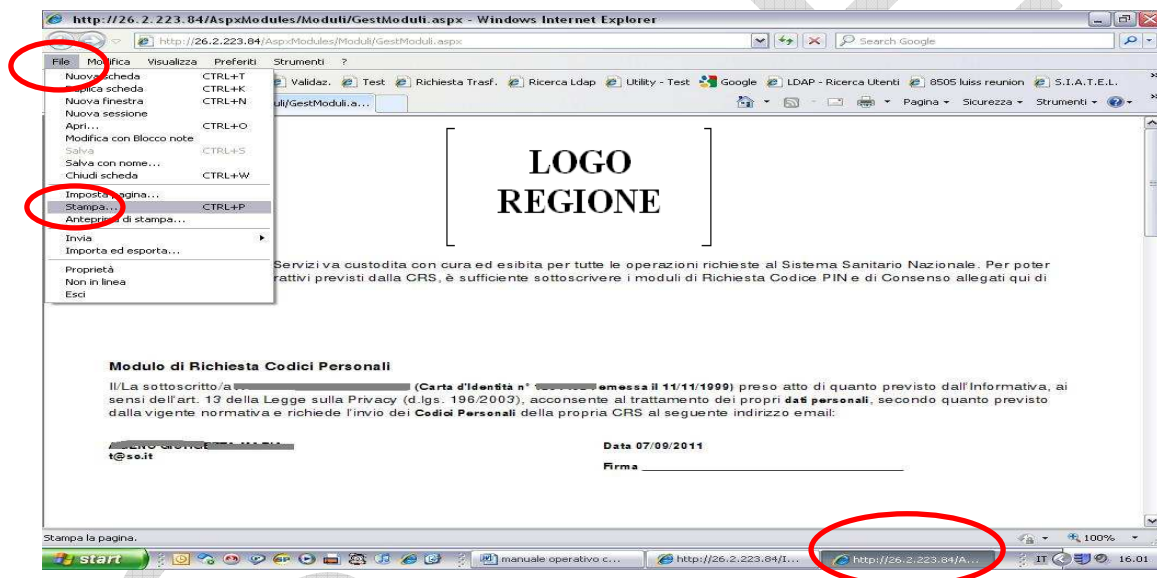 http://26.2.223.84/AspxModules/Moduli/GestModuli.aspx - Windows Internet Explorer
http://26.2.223.84/AspxModules/Moduli/GestModuli.aspx
Search Google
File Modifica Visualizza Preferiti Strumenti ?
Validaz. Test Richiesta Trasf. Ricerca Ldap Utility - Test Google LDAP - Ricerca Utenti 8505 luiss reunion S.I.A.T.E.L.
uli/GestModuli.a...
Pagina Sicurezza Strumenti
Nuova scheda CTRL+T
Duplica scheda CTRL+K
Nuova finestra CTRL+N
Nuova sessione
Apri... CTRL+O
Modifica con Blocco note
Salva CTRL+S
Salva con nome...
Chiudi scheda CTRL+W
Imposta pagina...
Stampa... CTRL+P
Anteprima di stampa...
Invia
Importa ed esporta...
Proprietà
Non in linea
Esci
LOGO
REGIONE
Servizi va custodita con cura ed esibita per tutte le operazioni richieste al Sistema Sanitario Nazionale. Per poter
rattivi previsti dalla CRS, è sufficiente sottoscrivere i moduli di Richiesta Codice PIN e di Consenso allegati qui di
Modulo di Richiesta Codici Personali
Il/La sottoscritto/a (Carta d'Identità n° emessa il 11/11/1999) preso atto di quanto previsto dall'Informativa, ai
sensi dell'art. 13 della Legge sulla Privacy (d.lgs. 196/2003), acconsente al trattamento dei propri dati personali, secondo quanto previsto
dalla vigente normativa e richiede l'invio dei Codici Personali della propria CRS al seguente indirizzo email:
t@so.it
Data 07/09/2011
Firma
Stampa la pagina.
100%
start
manuale operativo c...
http://26.2.223.84/I...
http://26.2.223.84/A...
IT
16.01